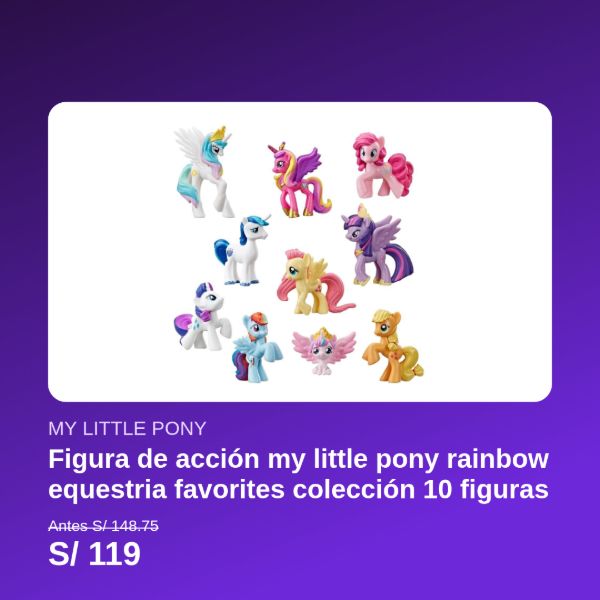 MY LITTLE PONY
Figura de acción my little pony rainbow
equestria favorites colección 10 figuras
Antes S/ 148.75
S/ 119